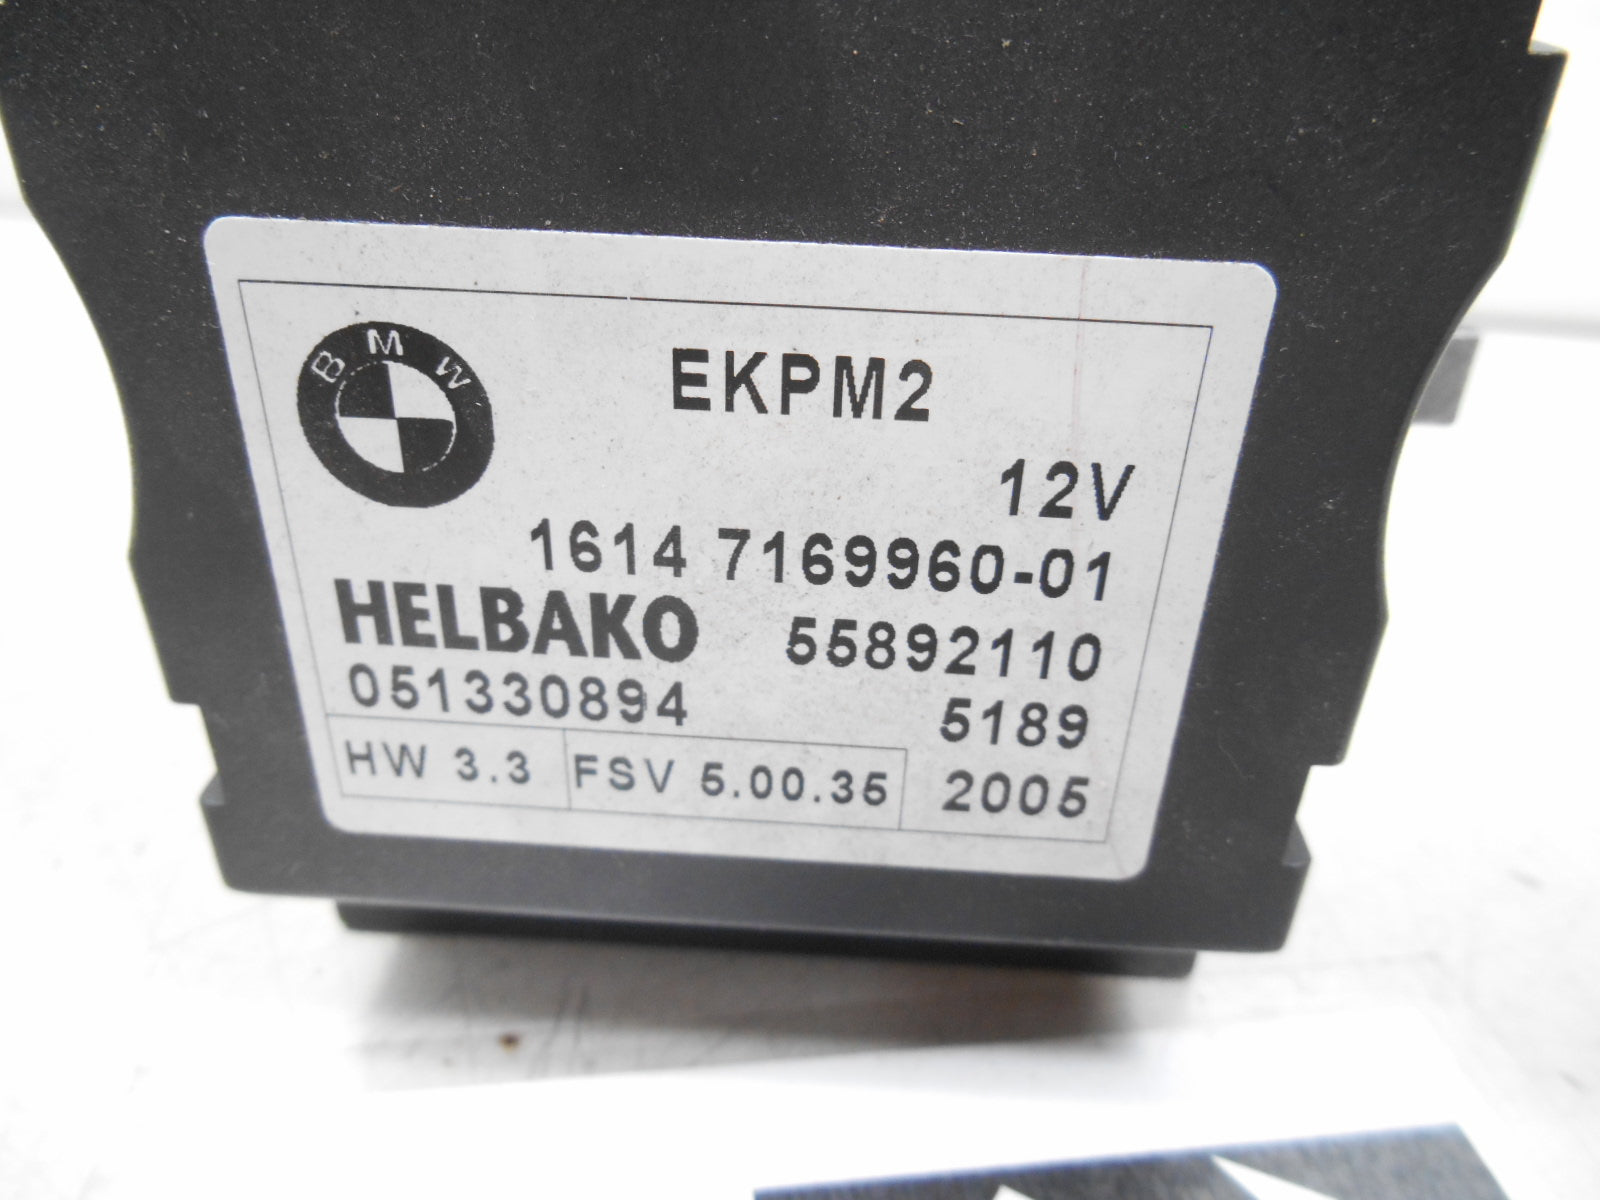 BMW
EKPM2
12V
1614 7169960-01
HELBAKO 55892110
051330894 5189
HW 3.3 FSV 5.00.35 2005